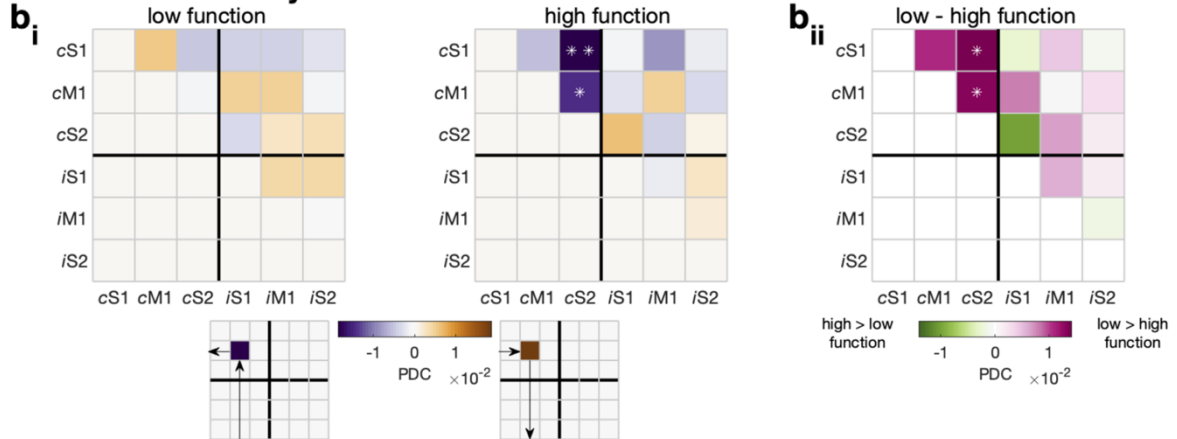 b i low function high function b ii low - high function
cS1 cS1 cS1
* * *
cM1 cM1 cM1
* *
cS2 cS2 cS2
iS1 iS1 iS1
iM1 iM1 iM1
iS2 iS2 iS2
cS1 cM1 cS2 iS1 iM1 iS2 cS1 cM1 cS2 iS1 iM1 iS2 cS1 cM1 cS2 iS1 iM1 iS2
high > low
function
low > high
function
-1 0 1
PDC ×10-2
-1 0 1
PDC ×10-2